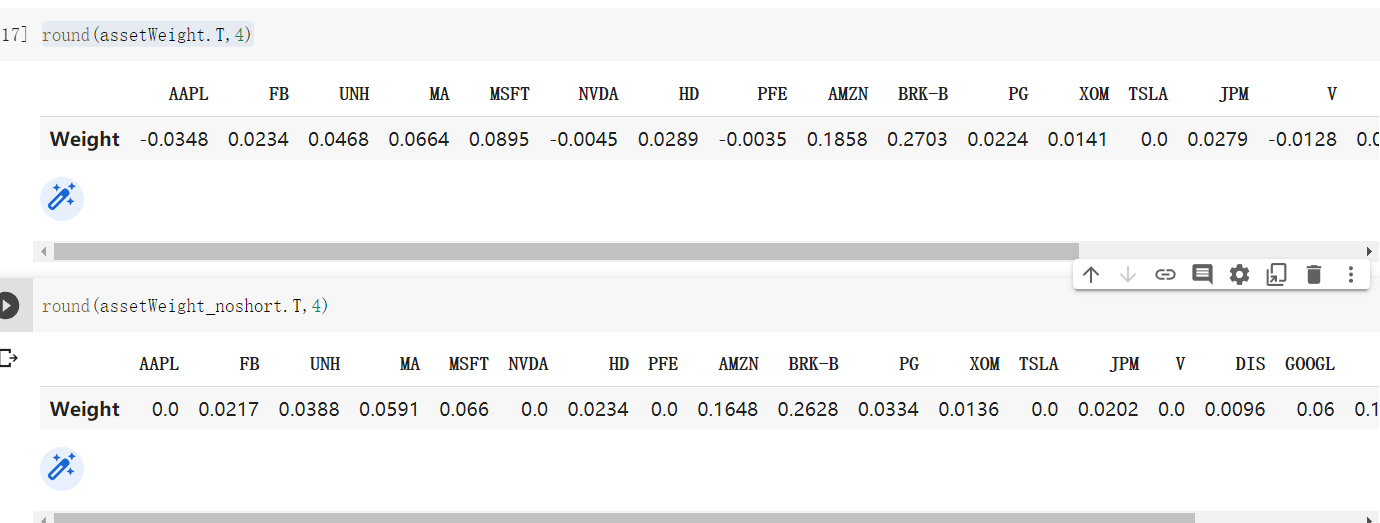 17] round(assetWeight.T,4)
AAPL FB UNH MA MSFT NVDA HD PFE AMZN BRK-B PG XOM TSLA JPM V
Weight -0.0348 0.0234 0.0468 0.0664 0.0895 -0.0045 0.0289 -0.0035 0.1858 0.2703 0.0224 0.0141 0.0 0.0279 -0.0128
round(assetWeight_noshort.T,4)
AAPL FB UNH MA MSFT NVDA HD PFE AMZN BRK-B PG XOM TSLA JPM V DIS GOOGL
Weight 0.0 0.0217 0.0388 0.0591 0.066 0.0 0.0234 0.0 0.1648 0.2628 0.0334 0.0136 0.0 0.0202 0.0 0.0096 0.06